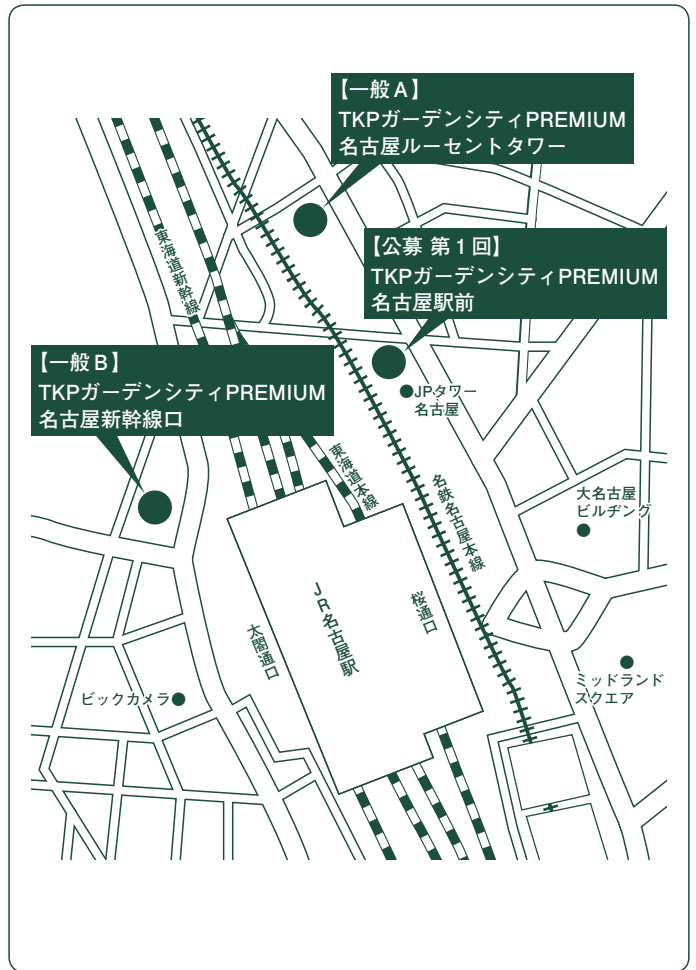 【一般A】
TKPガーデンシティPREMIUM
名古屋ルーセントタワー
【公募 第1回】
TKPガーデンシティPREMIUM
名古屋駅前
東海道新幹線
【一般B】
TKPガーデンシティPREMIUM
名古屋新幹線口
JPタワー
名古屋
東海道本線
名鉄名古屋本線
大名古屋
ビルヂング
JR名古屋駅
桜通口
太閤通口
ビックカメラ
ミッドランド
スクエア